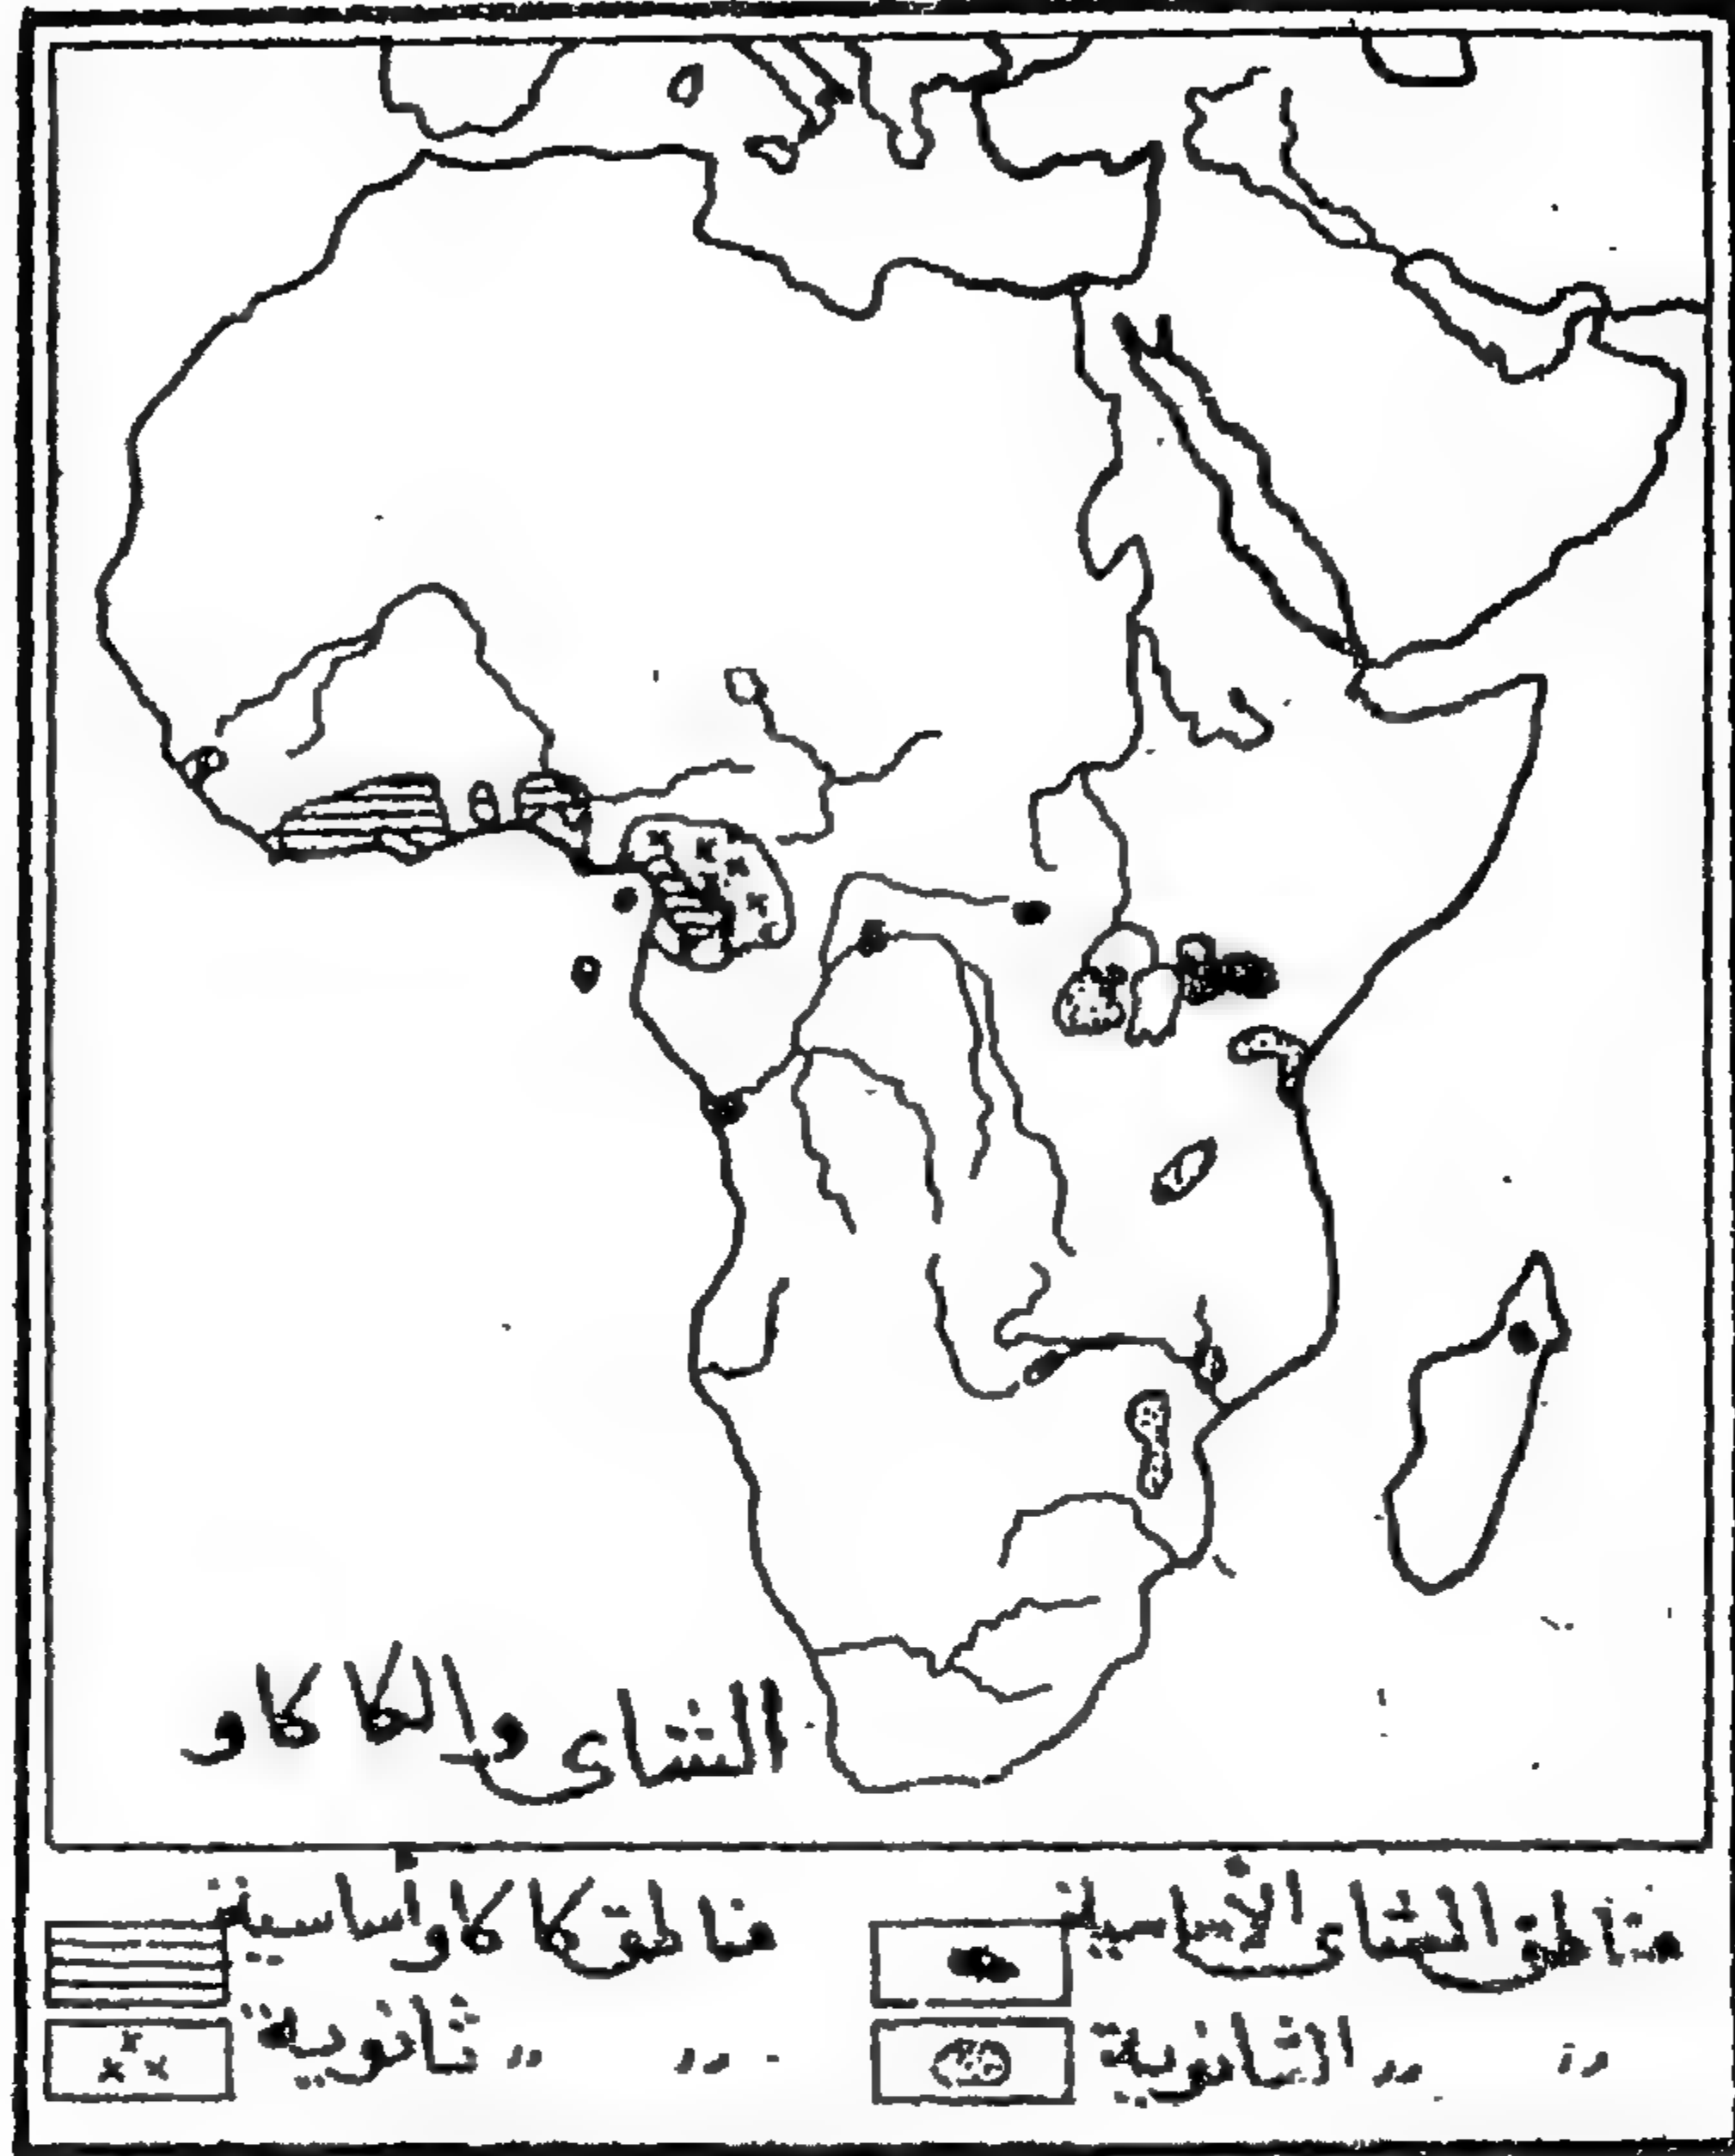 الشاى والكاكاو
مناطق الشاى الأساسية
مناطق كاكاو أساسية
״ ״ الثانوية
״ ״ ثانوية